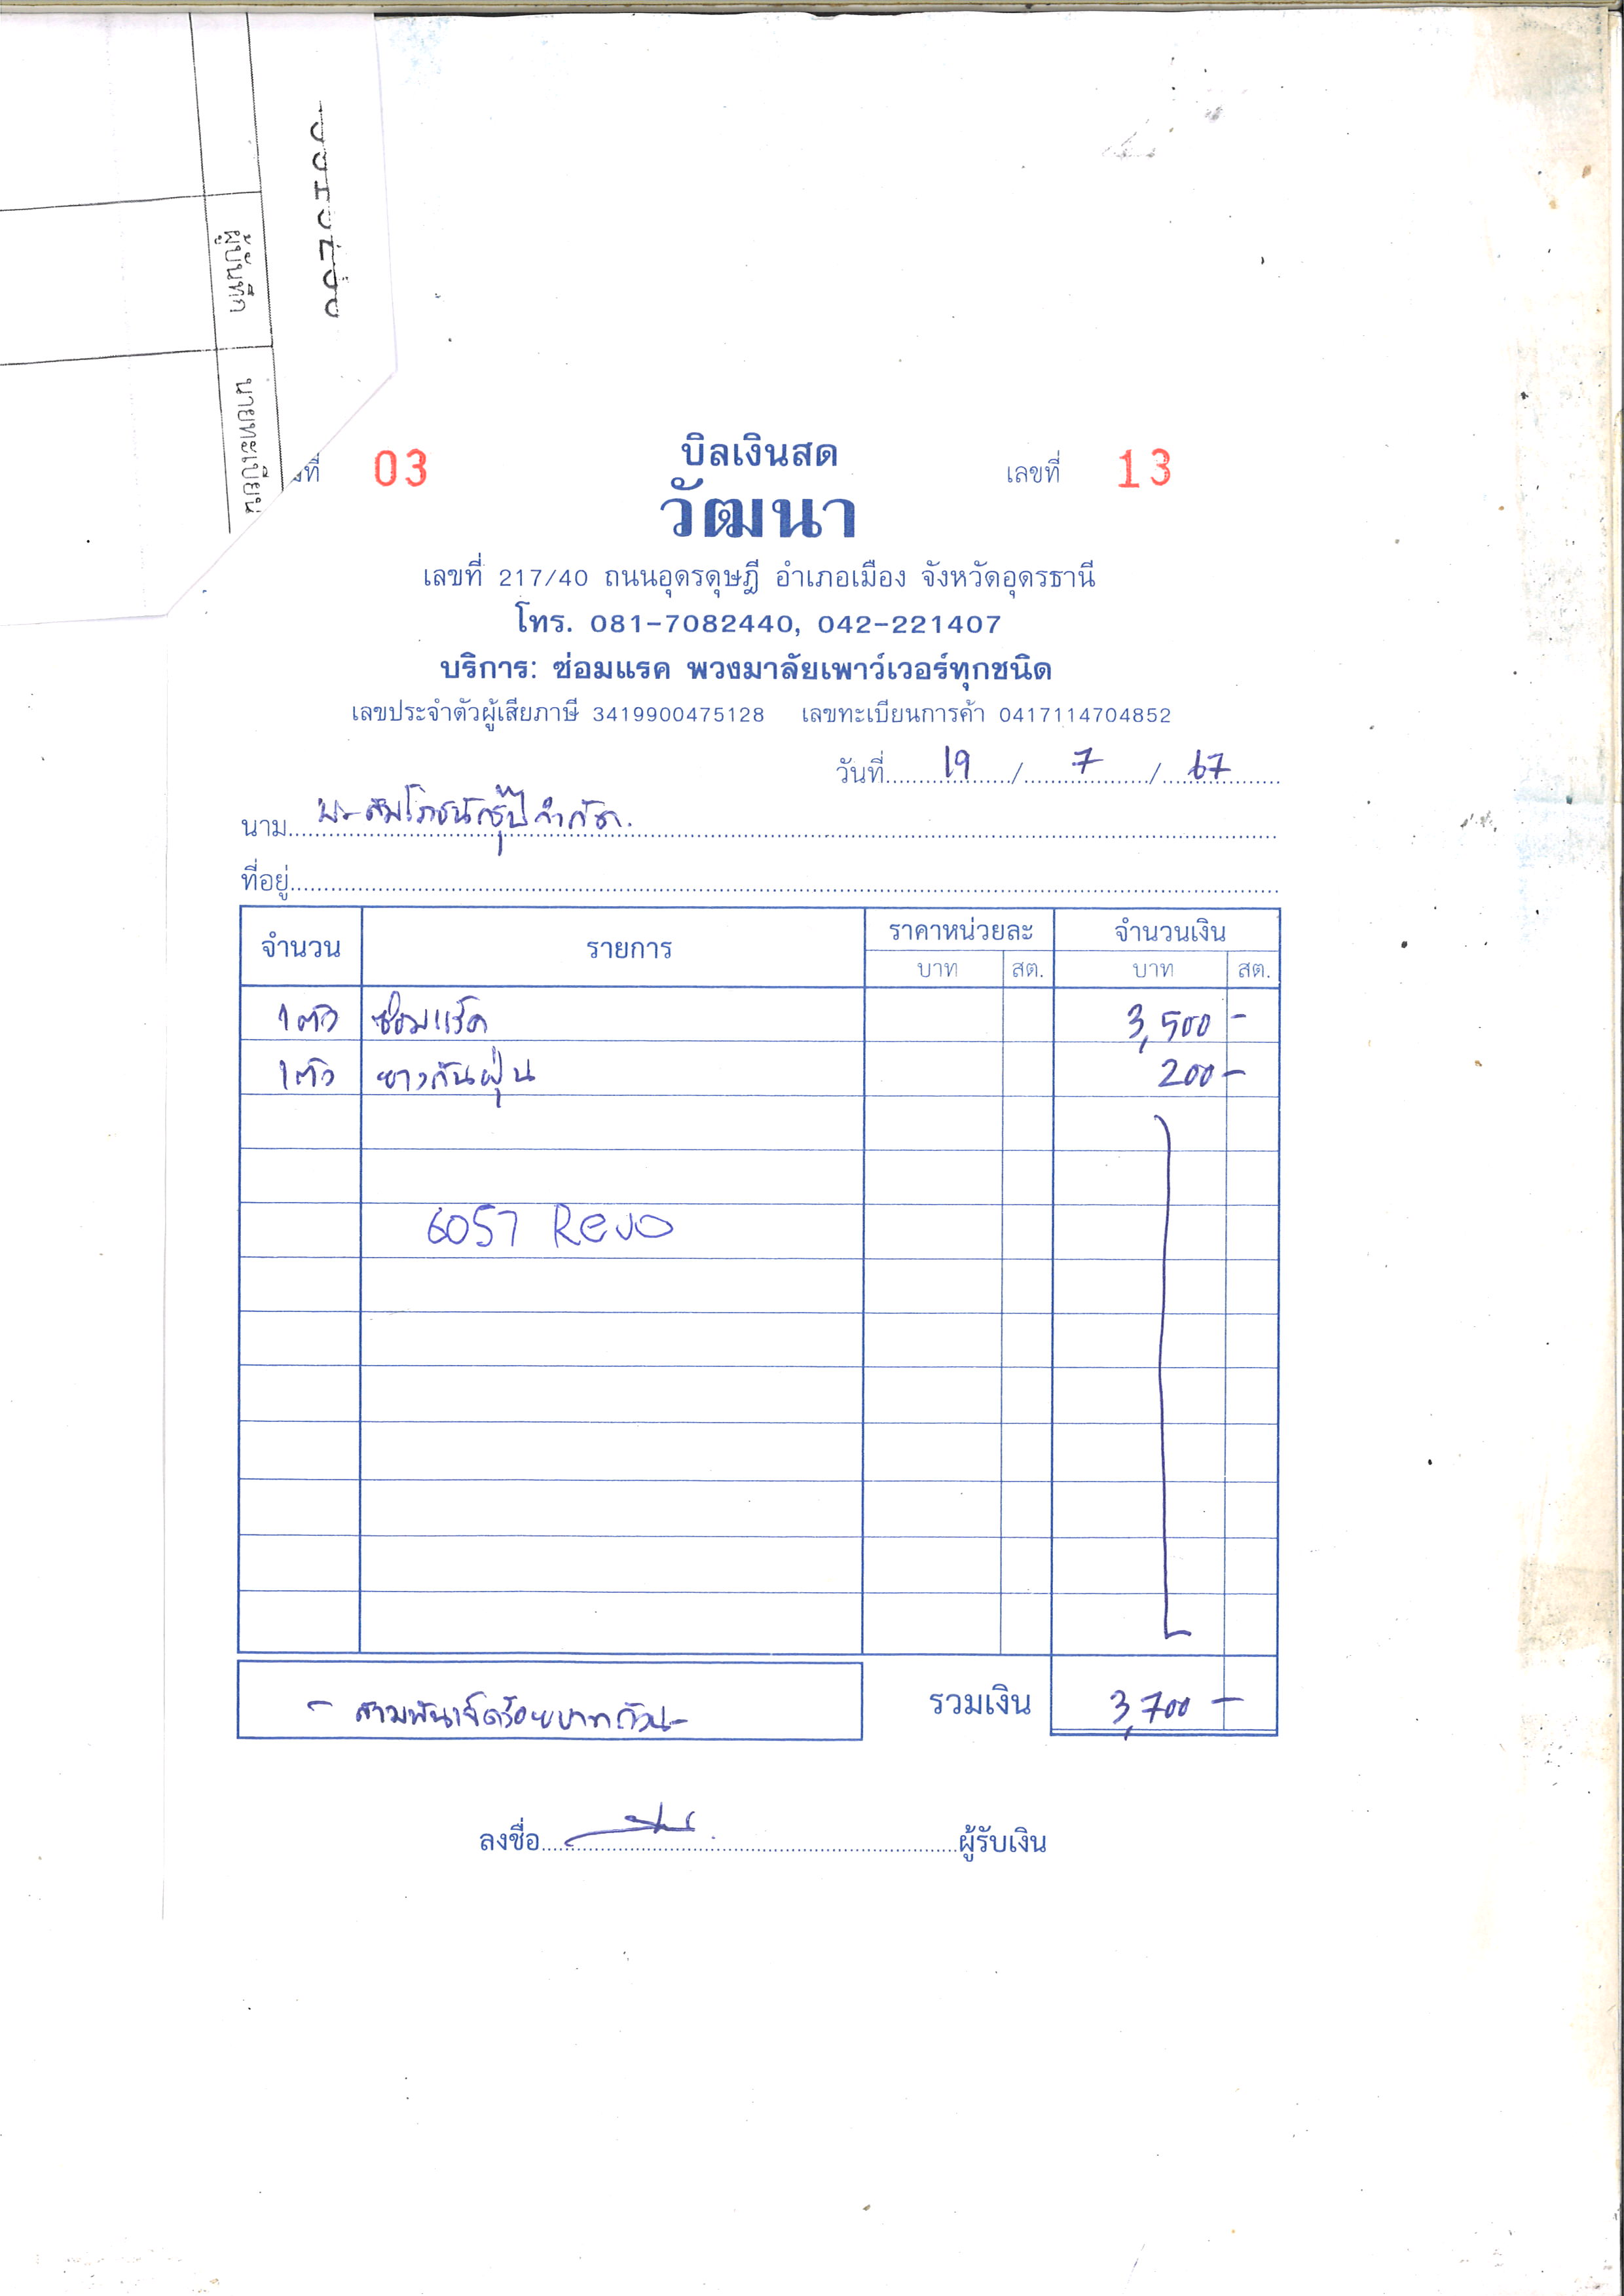 ผู้บันทึก
นายทะเบียน
ที่ 03
บิลเงินสด
เลขที่ 13
วัฒนา
เลขที่ 217/40 ถนนอุดรดุษฎี อำเภอเมือง จังหวัดอุดรธานี
โทร. 081-7082440, 042-221407
บริการ: ซ่อมแรค พวงมาลัยเพาว์เวอร์ทุกชนิด
เลขประจำตัวผู้เสียภาษี 3419900475128 เลขทะเบียนการค้า 0417114704852
วันที่ 19 / 7 / 67
นาม จำกัด
ที่อยู่
จำนวน รายการ ราคาหน่วยละ จำนวนเงิน
บาท สต. บาท สต.
1 ตัว ซ่อมแร็ค 3,500 -
1 ตัว ยางกันฝุ่น 200 -
6057 Revo
- สามพันเจ็ดร้อยบาทถ้วน - รวมเงิน 3,700 -
ลงชื่อ ผู้รับเงิน